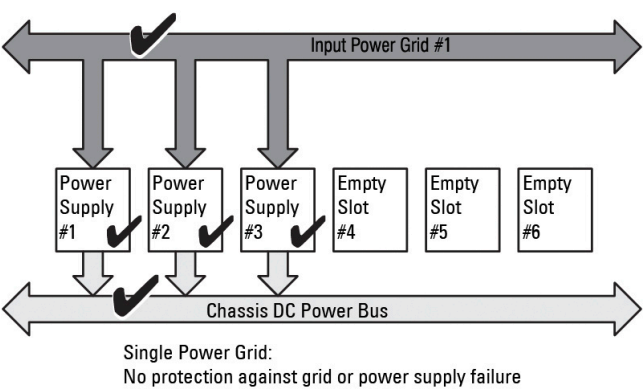 Input Power Grid #1
Power
Supply
#1
Power
Supply
#2
Power
Supply
#3
Empty
Slot
#4
Empty
Slot
#5
Empty
Slot
#6
Chassis DC Power Bus
Single Power Grid:
No protection against grid or power supply failure